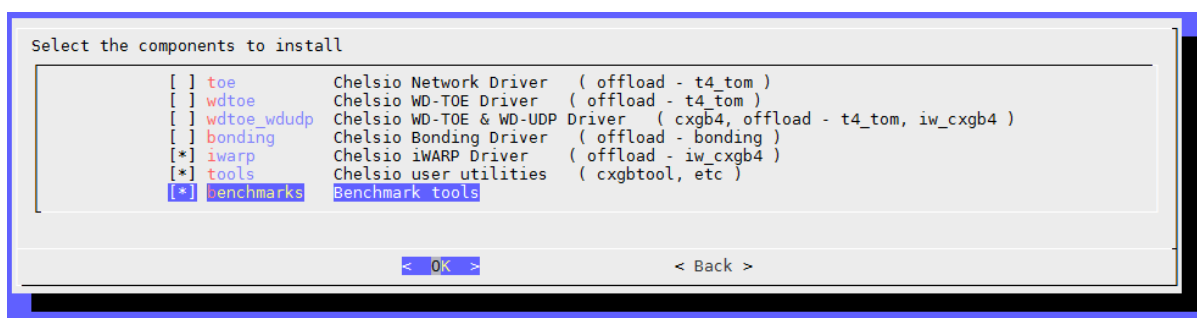 Select the components to install
[ ] toe Chelsio Network Driver ( offload - t4_tom )
[ ] wdtoe Chelsio WD-TOE Driver ( offload - t4_tom )
[ ] wdtoe_wdudp Chelsio WD-TOE & WD-UDP Driver ( cxgb4, offload - t4_tom, iw_cxgb4 )
[ ] bonding Chelsio Bonding Driver ( offload - bonding )
[*] iwarp Chelsio iWARP Driver ( offload - iw_cxgb4 )
[*] tools Chelsio user utilities ( cxgbtool, etc )
[*] benchmarks Benchmark tools
< OK > < Back >